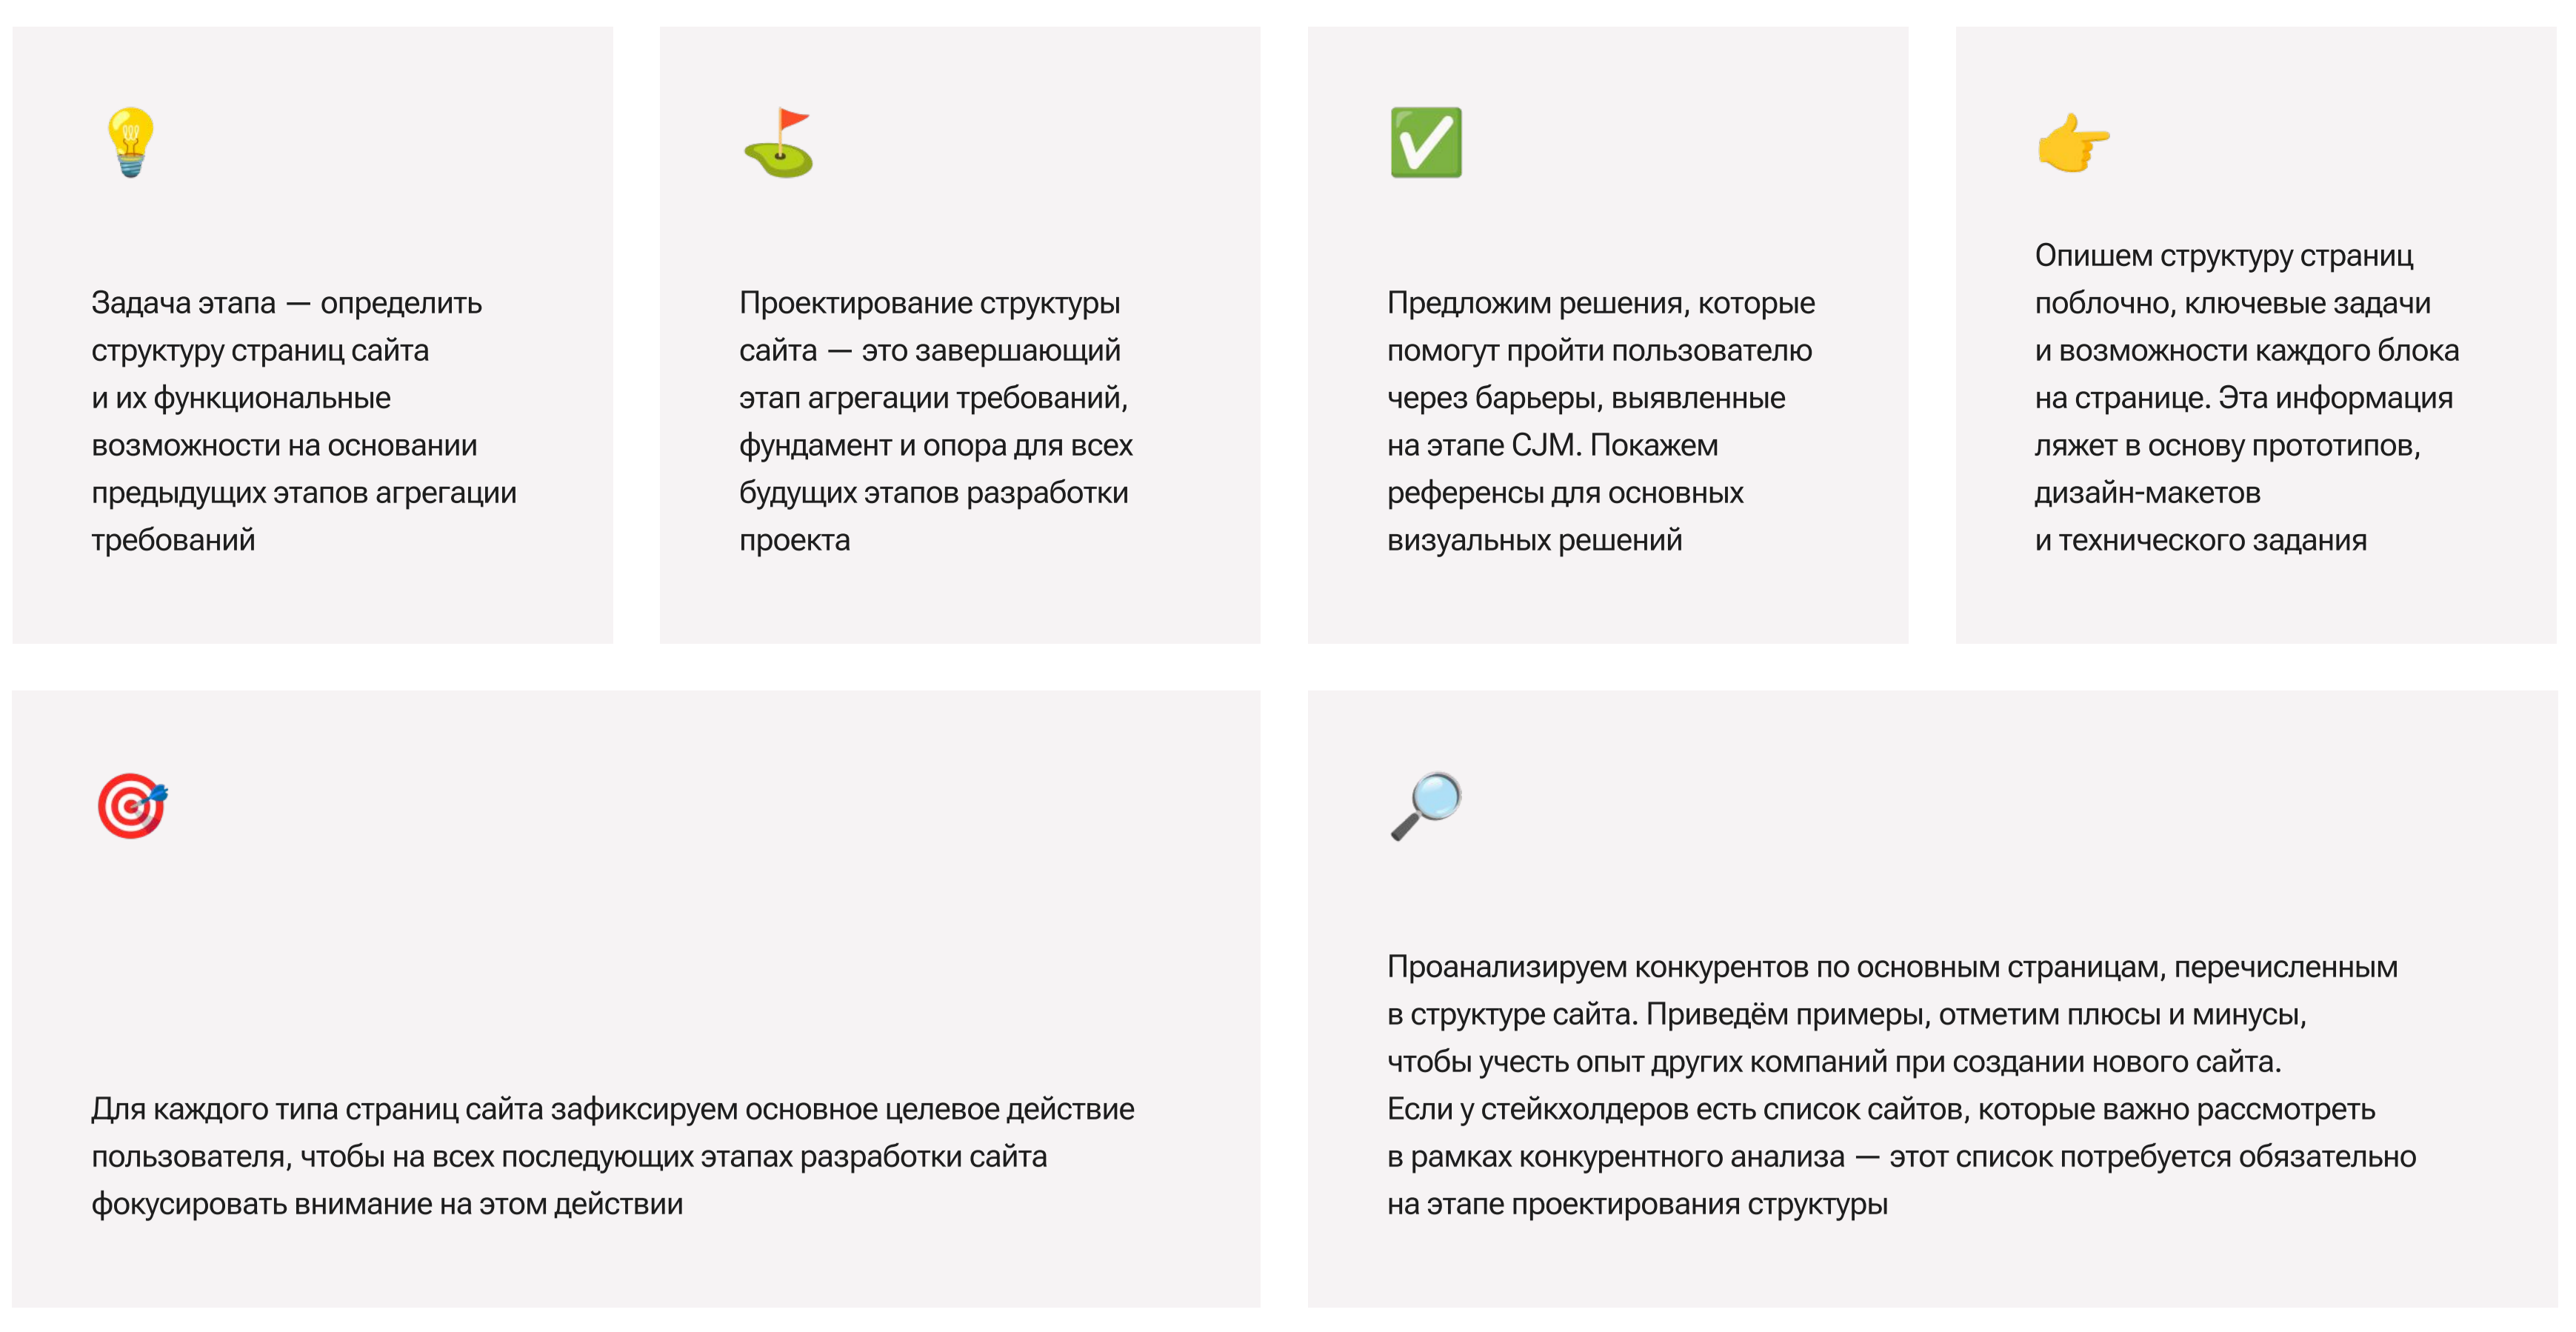 Задача этапа — определить
структуру страниц сайта
и их функциональные
возможности на основании
предыдущих этапов агрегации
требований
Проектирование структуры
сайта — это завершающий
этап агрегации требований,
фундамент и опора для всех
будущих этапов разработки
проекта
Предложим решения, которые
помогут пройти пользователю
через барьеры, выявленные
на этапе CJM. Покажем
референсы для основных
визуальных решений
Опишем структуру страниц
поблочно, ключевые задачи
и возможности каждого блока
на странице. Эта информация
ляжет в основу прототипов,
дизайн-макетов
и технического задания
Для каждого типа страниц сайта зафиксируем основное целевое действие
пользователя, чтобы на всех последующих этапах разработки сайта
фокусировать внимание на этом действии
Проанализируем конкурентов по основным страницам, перечисленным
в структуре сайта. Приведём примеры, отметим плюсы и минусы,
чтобы учесть опыт других компаний при создании нового сайта.
Если у стейкхолдеров есть список сайтов, которые важно рассмотреть
в рамках конкурентного анализа — этот список потребуется обязательно
на этапе проектирования структуры